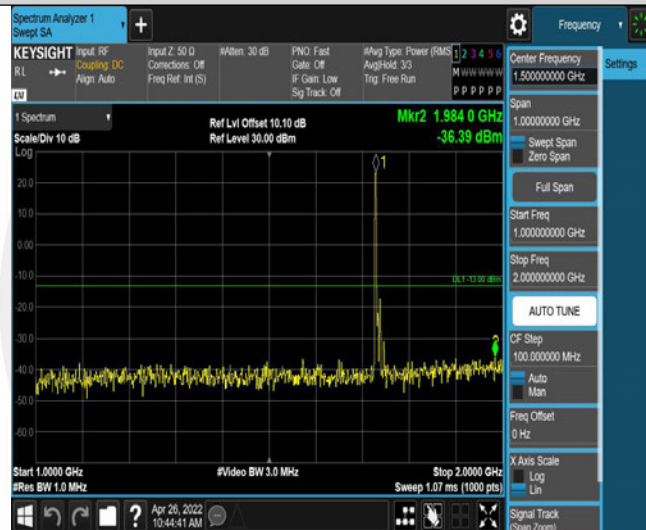 Spectrum Analyzer 1
Swept SA
Frequency
KEYSIGHT
RL
LXI
Input: RF
Coupling: DC
Align: Auto
Input Z: 50 Ω
Corrections: Off
Freq Ref: Int (S)
#Atten: 30 dB
PNO: Fast
Gate: Off
IF Gain: Low
Sig Track: Off
#Avg Type: Power (RMS
Avg|Hold: 3/3
Trig: Free Run
1 2 3 4 5 6
M W W W W W
P P P P P P
1 Spectrum
Scale/Div 10 dB
Log
Ref Lvl Offset 10.10 dB
Ref Level 30.00 dBm
Mkr2 1.984 0 GHz
-36.39 dBm
1
20.0
10.0
0.00
-10.0
DL1 -13.00 dBm
-20.0
-30.0
2
-40.0
-50.0
-60.0
Start 1.0000 GHz
#Res BW 1.0 MHz
#Video BW 3.0 MHz
Stop 2.0000 GHz
Sweep 1.07 ms (1000 pts)
?
Apr 26, 2022
10:44:41 AM
Center Frequency
1.500000000 GHz
Settings
Span
1.00000000 GHz
Swept Span
Zero Span
Full Span
Start Freq
1.000000000 GHz
Stop Freq
2.000000000 GHz
AUTO TUNE
CF Step
100.000000 MHz
Auto
Man
Freq Offset
0 Hz
X Axis Scale
Log
Lin
Signal Track
(Span Zoom)